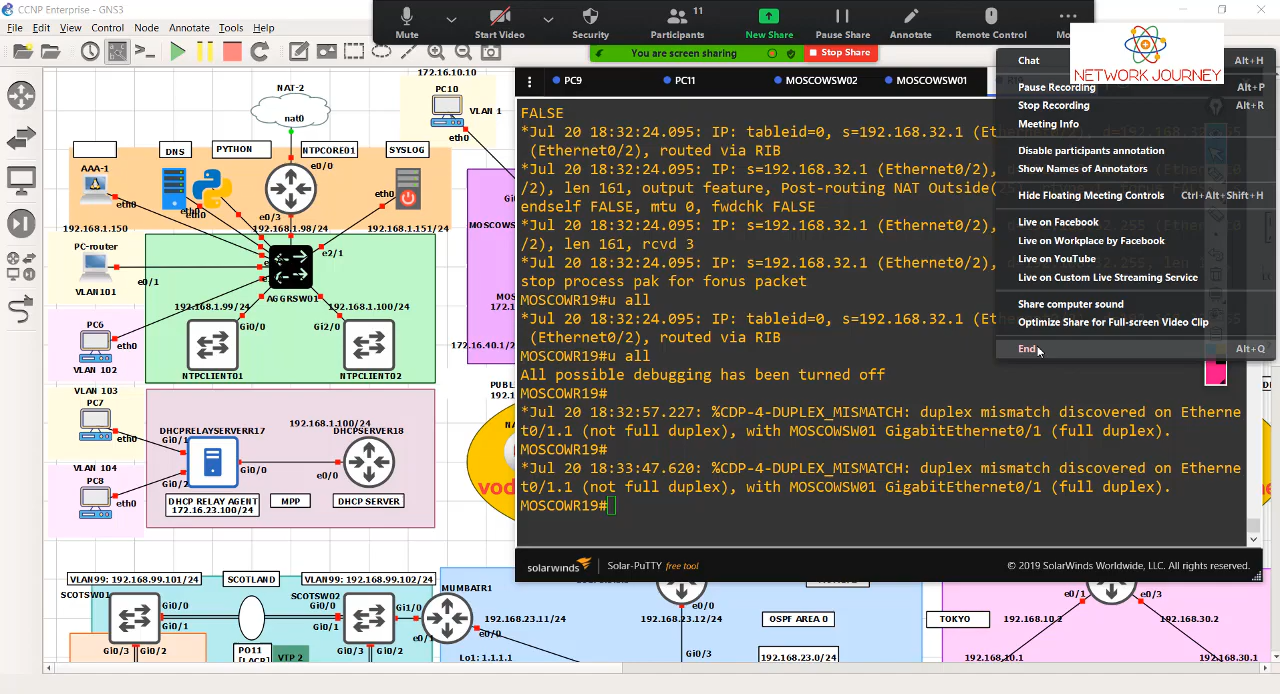 CCNP Enterprise - GNS3
File Edit View Control Node Annotate Tools Help
Mute
Start Video
Security
11
Participants
New Share
Pause Share
Annotate
Remote Control
You are screen sharing
Stop Share
NETWORK JOURNEY
Chat Alt+H
Pause Recording Alt+P
Stop Recording Alt+R
Meeting Info
Disable participants annotation
Show Names of Annotators
Hide Floating Meeting Controls Ctrl+Alt+Shift+H
Live on Facebook
Live on Workplace by Facebook
Live on YouTube
Live on Custom Live Streaming Service
Share computer sound
Optimize Share for Full-screen Video Clip
End Alt+Q
PC9
PC11
MOSCOWSW02
MOSCOWSW01
FALSE
*Jul 20 18:32:24.095: IP: tableid=0, s=192.168.32.1
(Ethernet0/2), routed via RIB
*Jul 20 18:32:24.095: IP: s=192.168.32.1 (Ethernet0/2),
/2), len 161, output feature, Post-routing NAT Outside
endself FALSE, mtu 0, fwdchk FALSE
*Jul 20 18:32:24.095: IP: s=192.168.32.1 (Ethernet0/2),
/2), len 161, rcvd 3
*Jul 20 18:32:24.095: IP: s=192.168.32.1 (Ethernet0/2),
stop process pak for forus packet
MOSCOWR19#u all
*Jul 20 18:32:24.095: IP: tableid=0, s=192.168.32.1
(Ethernet0/2), routed via RIB
MOSCOWR19#u all
All possible debugging has been turned off
MOSCOWR19#
*Jul 20 18:32:57.227: %CDP-4-DUPLEX_MISMATCH: duplex mismatch discovered on Etherne
t0/1.1 (not full duplex), with MOSCOWSW01 GigabitEthernet0/1 (full duplex).
MOSCOWR19#
*Jul 20 18:33:47.620: %CDP-4-DUPLEX_MISMATCH: duplex mismatch discovered on Etherne
t0/1.1 (not full duplex), with MOSCOWSW01 GigabitEthernet0/1 (full duplex).
MOSCOWR19#
solarwinds
Solar-PuTTY free tool
© 2019 SolarWinds Worldwide, LLC. All rights reserved.
NAT-2
nat0
172.16.10.10
PC10
VLAN 1
eth0
DNS
PYTHON
e0/0
NTPCORE01
SYSLOG
AAA-1
eth0
eth0
eth0
eth0
e0/3
192.168.1.150
192.168.1.98/24
192.168.1.151/24
PC-router
e0/1
VLAN101
e2/1
AGGRSW01
192.168.1.99/24
192.168.1.100/24
PC6
eth0
VLAN 102
Gi0/0
Gi2/0
NTPCLIENT01
NTPCLIENT02
172.16.40.1/2
VLAN 103
PC7
eth0
192.168.1.100/24
DHCPRELAYSERVERR17
DHCPSERVER18
Gi0/1
Gi0/0
e0/0
Gi0/2
VLAN 104
PC8
eth0
DHCP RELAY AGENT
172.16.23.100/24
MPP
DHCP SERVER
PUBL
vod
VLAN99: 192.168.99.101/24
SCOTLAND
VLAN99: 192.168.99.102/24
SCOTSW01
SCOTSW02
MUMBAIR1
Gi0/0
Gi0/0
Gi1/0
e0/1
Gi0/1
Gi0/1
e0/0
Gi0/3
Gi0/2
PO11
[LACP]
VTP 2
Gi0/3
Gi0/2
192.168.23.11/24
Lo1: 1.1.1.1
e0/0
192.168.23.12/24
Gi0/3
OSPF AREA 0
192.168.23.0/24
TOKYO
e0/1
e0/3
192.168.10.2
192.168.30.2
192.168.10.1
192.168.30.1